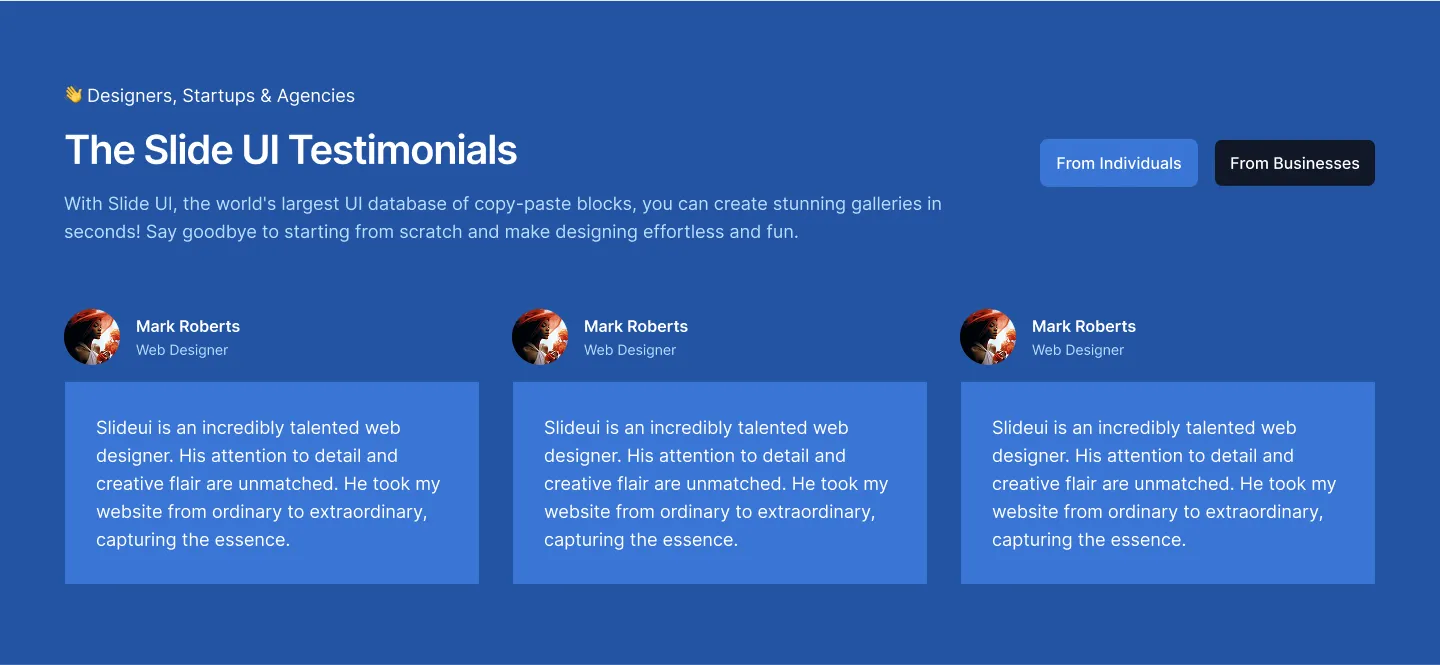 👋 Designers, Startups & Agencies
The Slide UI Testimonials
With Slide UI, the world's largest UI database of copy-paste blocks, you can create stunning galleries in
seconds! Say goodbye to starting from scratch and make designing effortless and fun.
From Individuals
From Businesses
Mark Roberts
Web Designer
Slideui is an incredibly talented web
designer. His attention to detail and
creative flair are unmatched. He took my
website from ordinary to extraordinary,
capturing the essence.
Mark Roberts
Web Designer
Slideui is an incredibly talented web
designer. His attention to detail and
creative flair are unmatched. He took my
website from ordinary to extraordinary,
capturing the essence.
Mark Roberts
Web Designer
Slideui is an incredibly talented web
designer. His attention to detail and
creative flair are unmatched. He took my
website from ordinary to extraordinary,
capturing the essence.